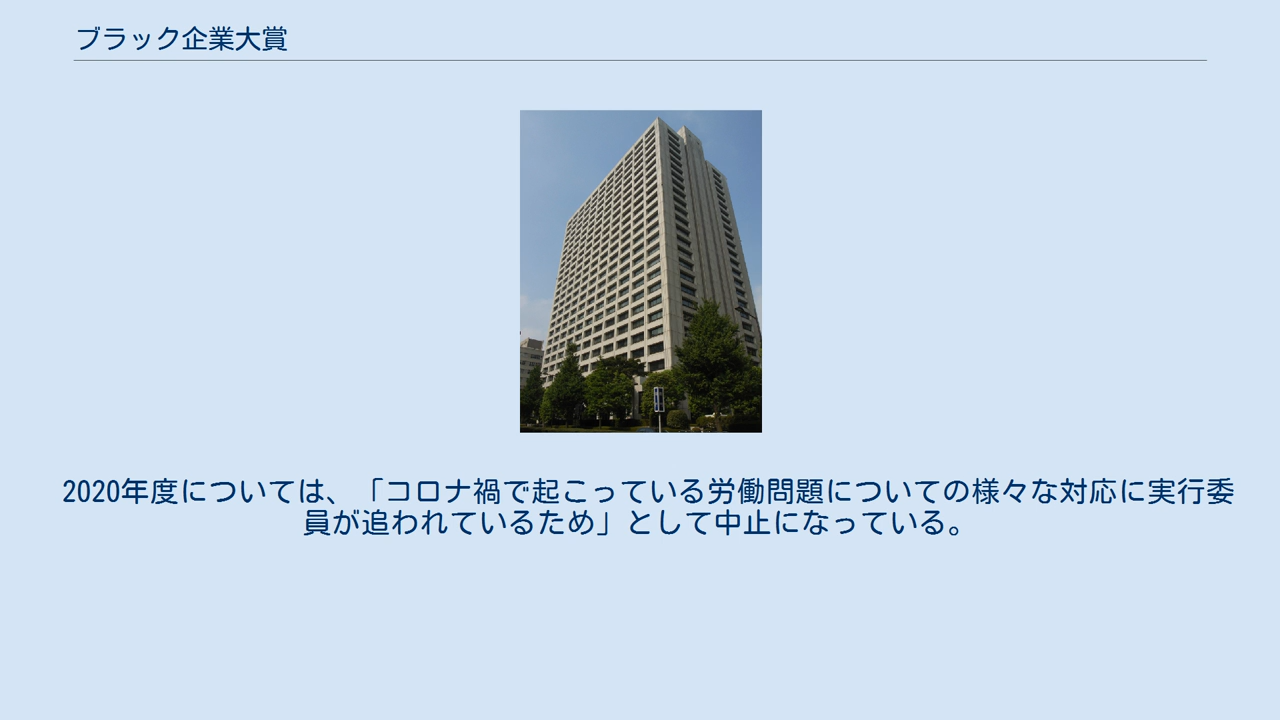 ブラック企業大賞
2020年度については、「コロナ禍で起こっている労働問題についての様々な対応に実行委
員が追われているため」として中止になっている。